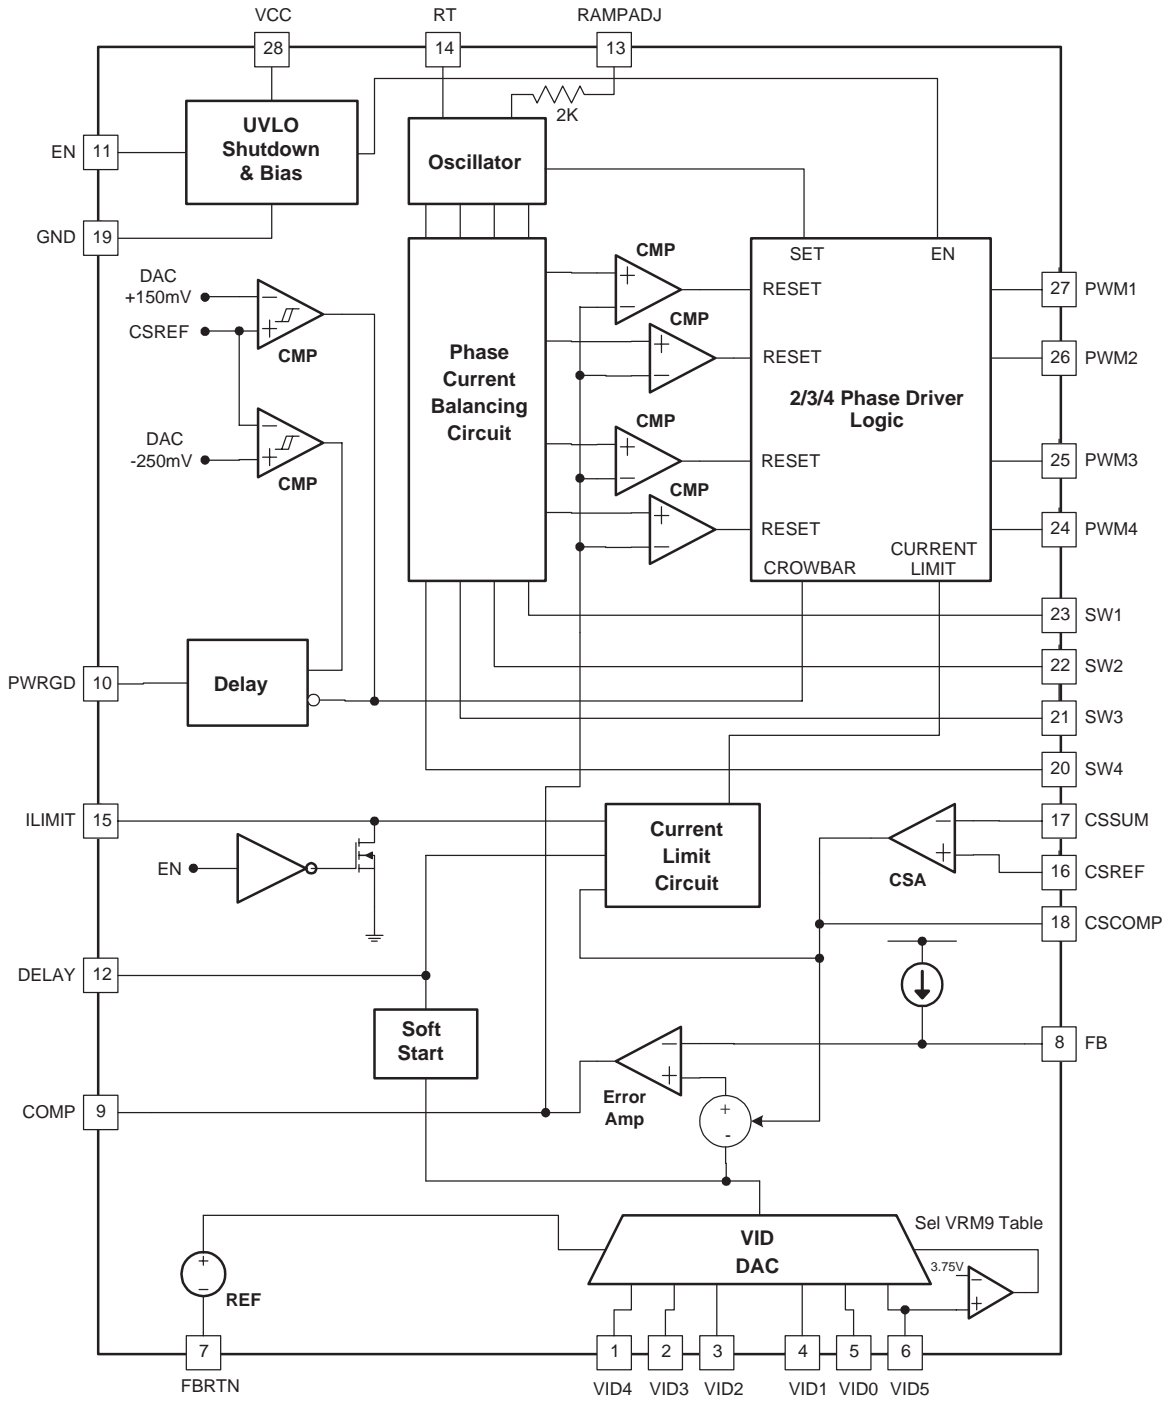 VCC RT RAMPADJ
28 14 13
2K
UVLO
Shutdown
& Bias
EN 11
Oscillator
GND 19
SET EN
DAC
+150mV
CSREF
− + CMP
DAC
-250mV
− + CMP
Phase
Current
Balancing
Circuit
CMP + −
CMP + −
CMP + −
CMP + −
RESET
RESET
RESET
RESET
2/3/4 Phase Driver
Logic
CROWBAR
CURRENT
LIMIT
27 PWM1
26 PWM2
25 PWM3
24 PWM4
23 SW1
22 SW2
21 SW3
20 SW4
PWRGD 10
Delay
ILIMIT 15
EN
Current
Limit
Circuit
− + CSA
17 CSSUM
16 CSREF
18 CSCOMP
DELAY 12
Soft
Start
8 FB
− +
Error
Amp
+
-
COMP 9
VID
DAC
Sel VRM9 Table
3.75V
− +
+
−
REF
7
FBRTN
1 2 3 4 5 6
VID4 VID3 VID2 VID1 VID0 VID5